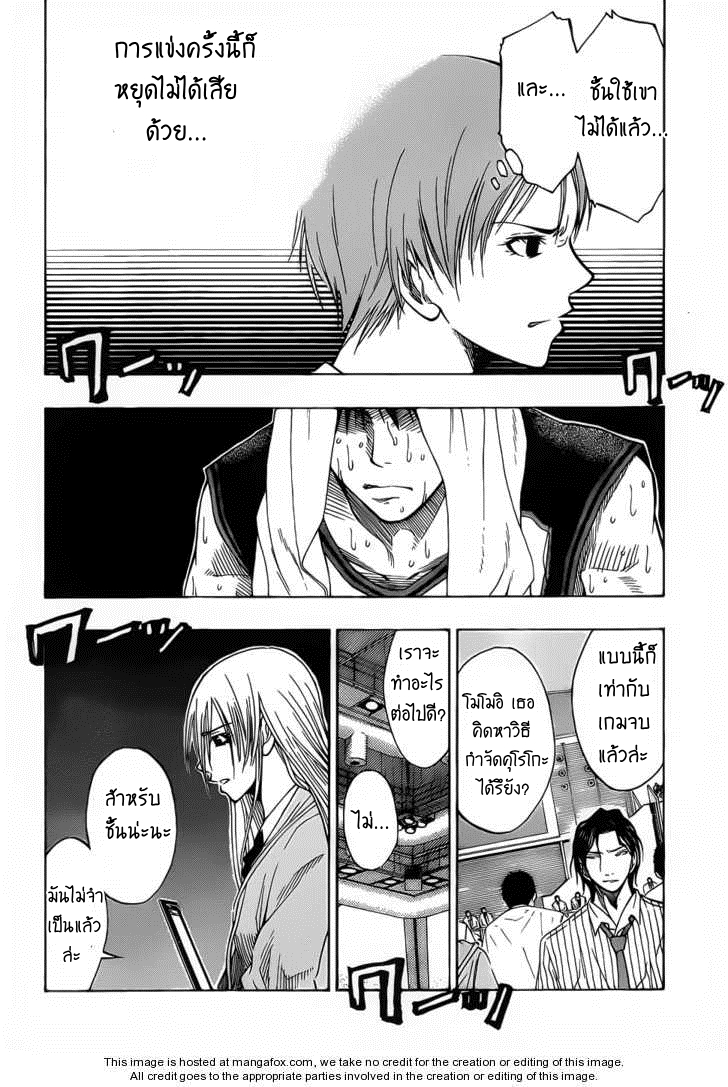 และ...
ชั้นใช้เขา
ไม่ได้แล้ว...
การแข่งครั้งนี้ก็
หยุดไม่ได้เสีย
ด้วย...
ワーッ
ワーッ
ワーッ
แบบนี้ก็
เท่ากับ
เกมจบ
แล้วล่ะ
โมโมอิ เธอ
คิดหาวิธี
กำจัดคุโรโกะ
ได้รึยัง?
เราจะ
ทำอะไร
ต่อไปดี?
ไม่...
สำหรับ
ชั้นน่ะนะ
มันไม่จำ
เป็นแล้ว
ล่ะ
ワーッ
This image is hosted at mangafox.com, we take no credit for the creation or editing of this image.
All credit goes to the appropriate parties involved in the creation or editing of this image.